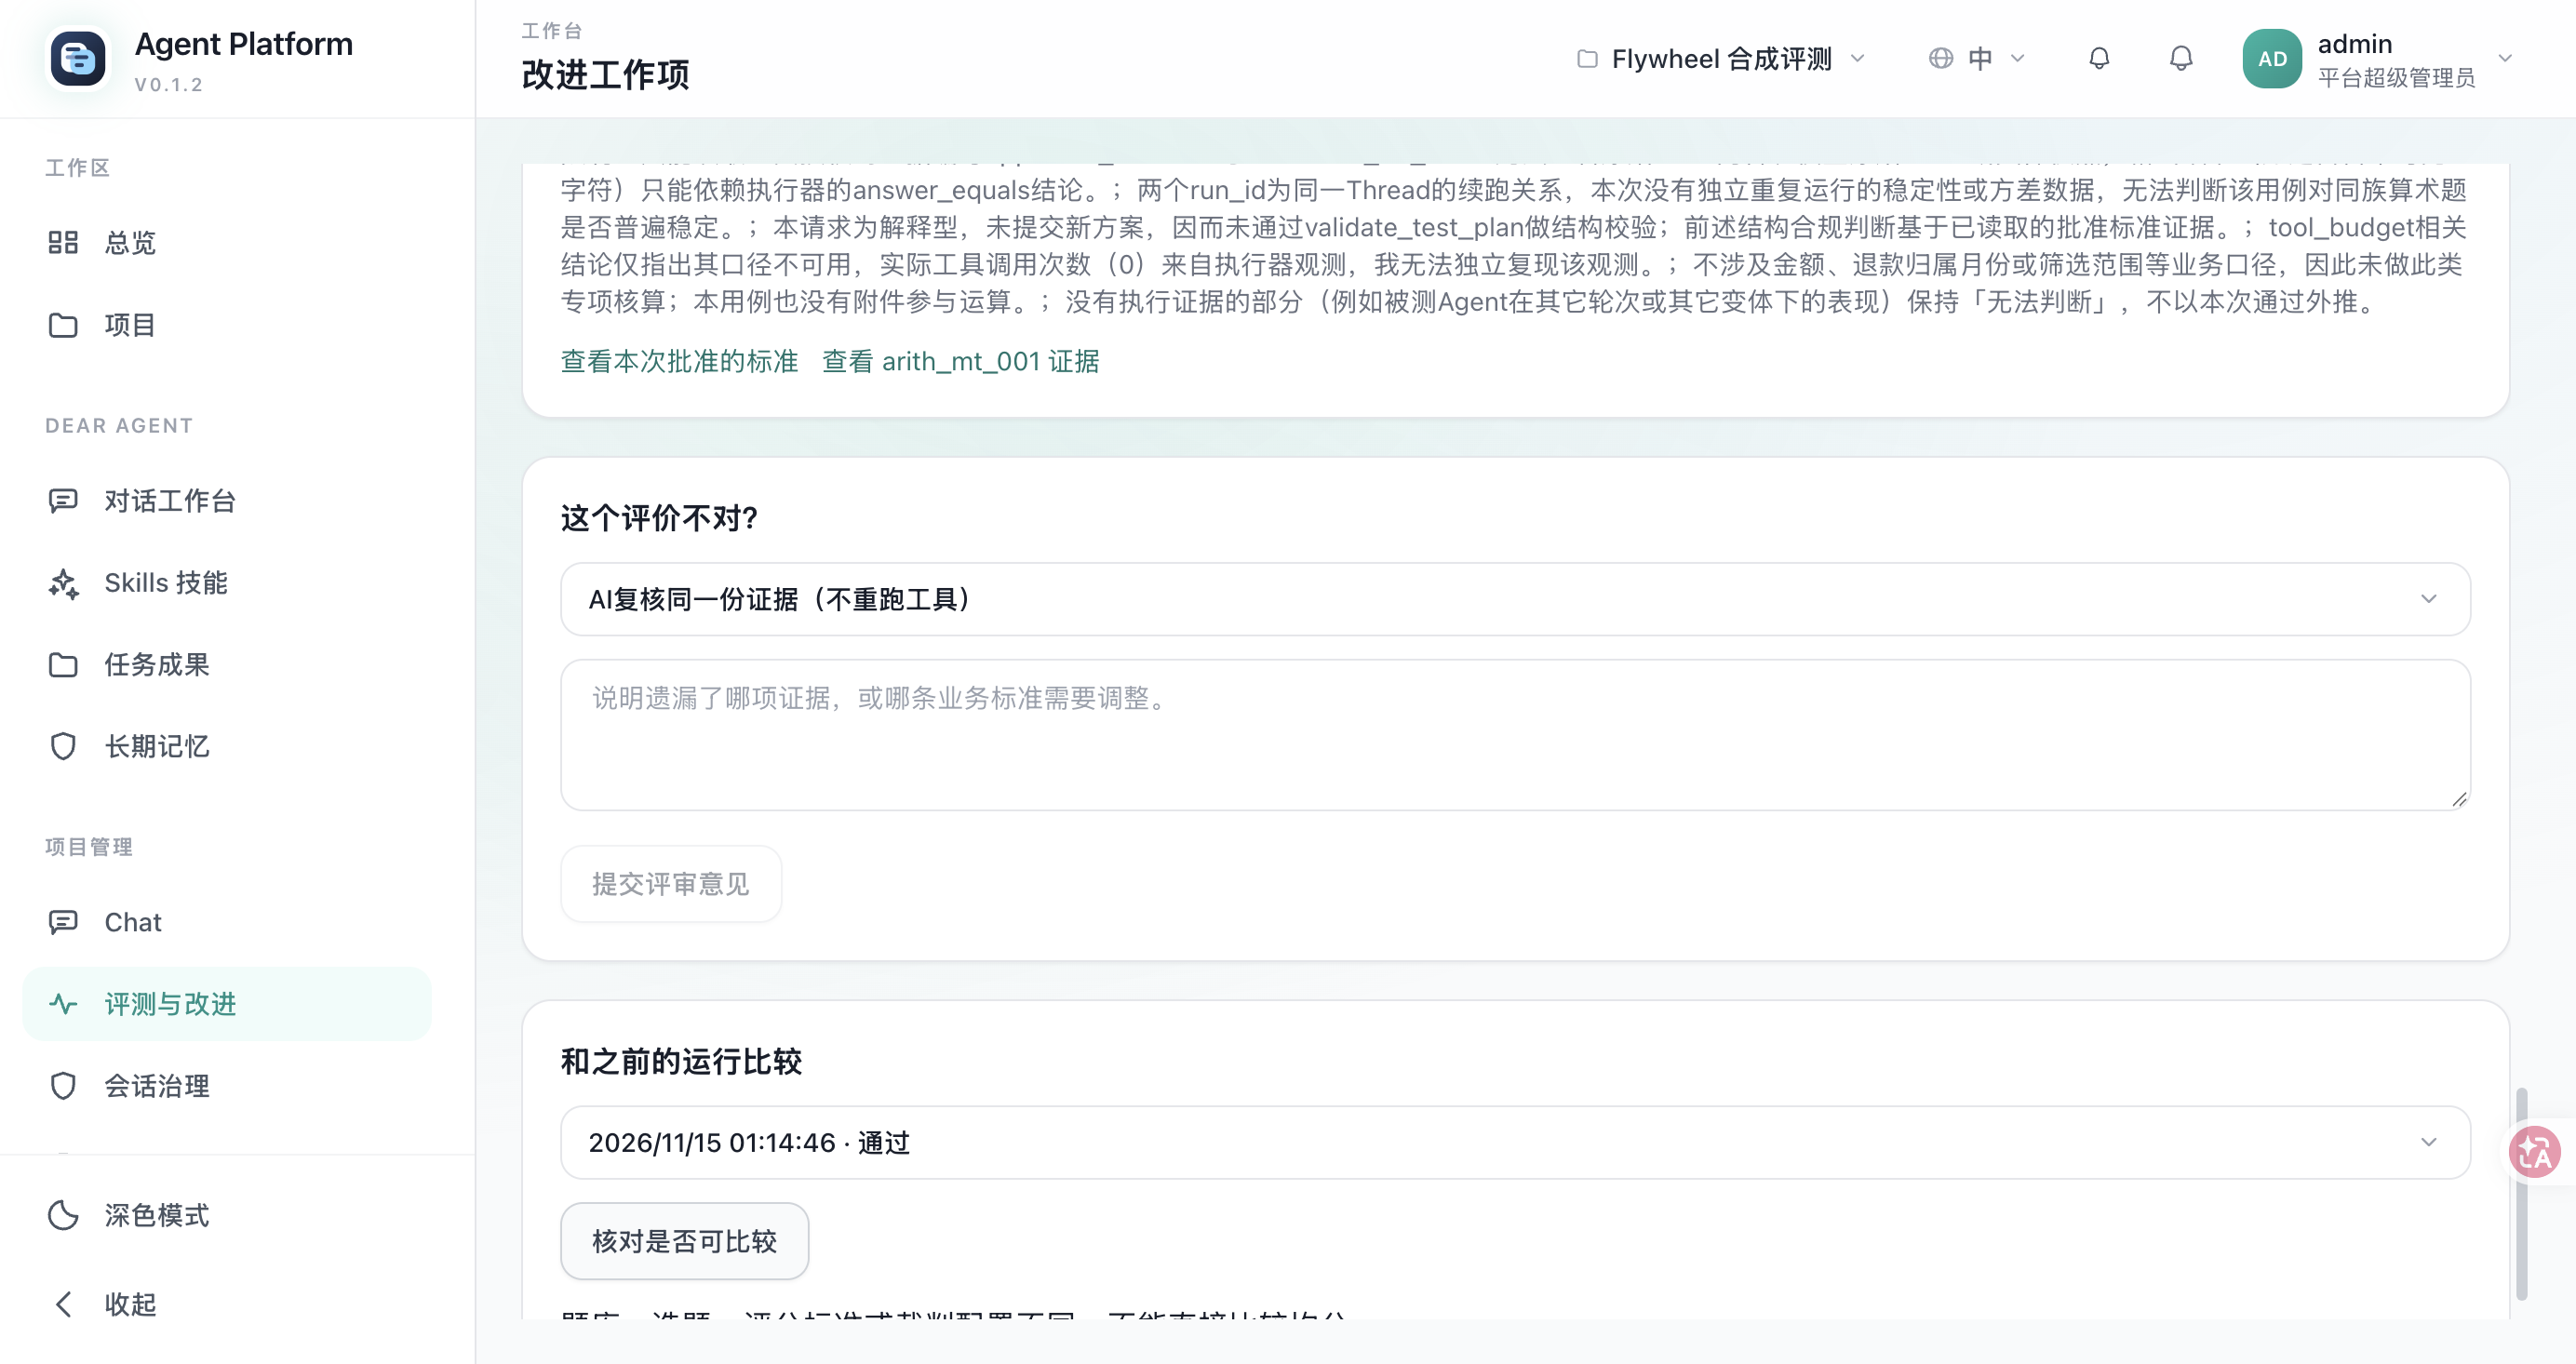 Agent Platform
V0.1.2
工作区
总览
项目
DEAR AGENT
对话工作台
Skills 技能
任务成果
长期记忆
项目管理
Chat
评测与改进
会话治理
深色模式
收起
工作台
改进工作项
Flywheel 合成评测
中
AD
admin
平台超级管理员
字符）只能依赖执行器的answer_equals结论。；两个run_id为同一Thread的续跑关系，本次没有独立重复运行的稳定性或方差数据，无法判断该用例对同族算术题
是否普遍稳定。；本请求为解释型，未提交新方案，因而未通过validate_test_plan做结构校验；前述结构合规判断基于已读取的批准标准证据。；tool_budget相关
结论仅指出其口径不可用，实际工具调用次数（0）来自执行器观测，我无法独立复现该观测。；不涉及金额、退款归属月份或筛选范围等业务口径，因此未做此类
专项核算；本用例也没有附件参与运算。；没有执行证据的部分（例如被测Agent在其它轮次或其它变体下的表现）保持「无法判断」，不以本次通过外推。
查看本次批准的标准 查看 arith_mt_001 证据
这个评价不对?
AI复核同一份证据（不重跑工具）
说明遗漏了哪项证据，或哪条业务标准需要调整。
提交评审意见
和之前的运行比较
2026/11/15 01:14:46 · 通过
核对是否可比较